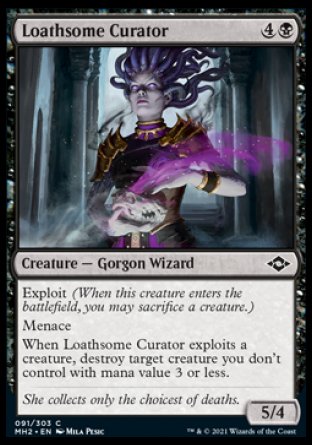 Loathsome Curator 4
Creature — Gorgon Wizard
Exploit (When this creature enters the
battlefield, you may sacrifice a creature.)
Menace
When Loathsome Curator exploits a
creature, destroy target creature you don't
control with mana value 3 or less.
She collects only the choicest of deaths.
5/4
091/303 C
MH2 • EN Mila Pesic
™ & © 2021 Wizards of the Coast